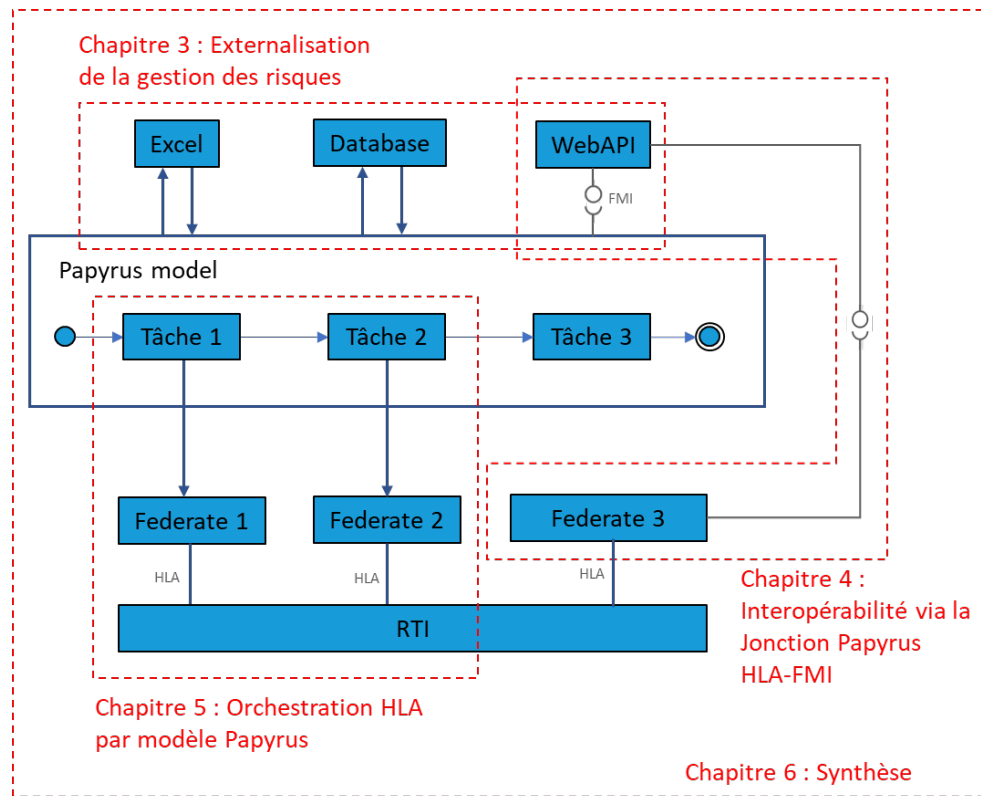 Chapitre 3 : Externalisation
de la gestion des risques
Excel
Database
WebAPI
FMI
Papyrus model
Tâche 1
Tâche 2
Tâche 3
Federate 1
Federate 2
Federate 3
HLA
HLA
HLA
RTI
Chapitre 4 :
Interopérabilité via la
Jonction Papyrus
HLA-FMI
Chapitre 5 : Orchestration HLA
par modèle Papyrus
Chapitre 6 : Synthèse